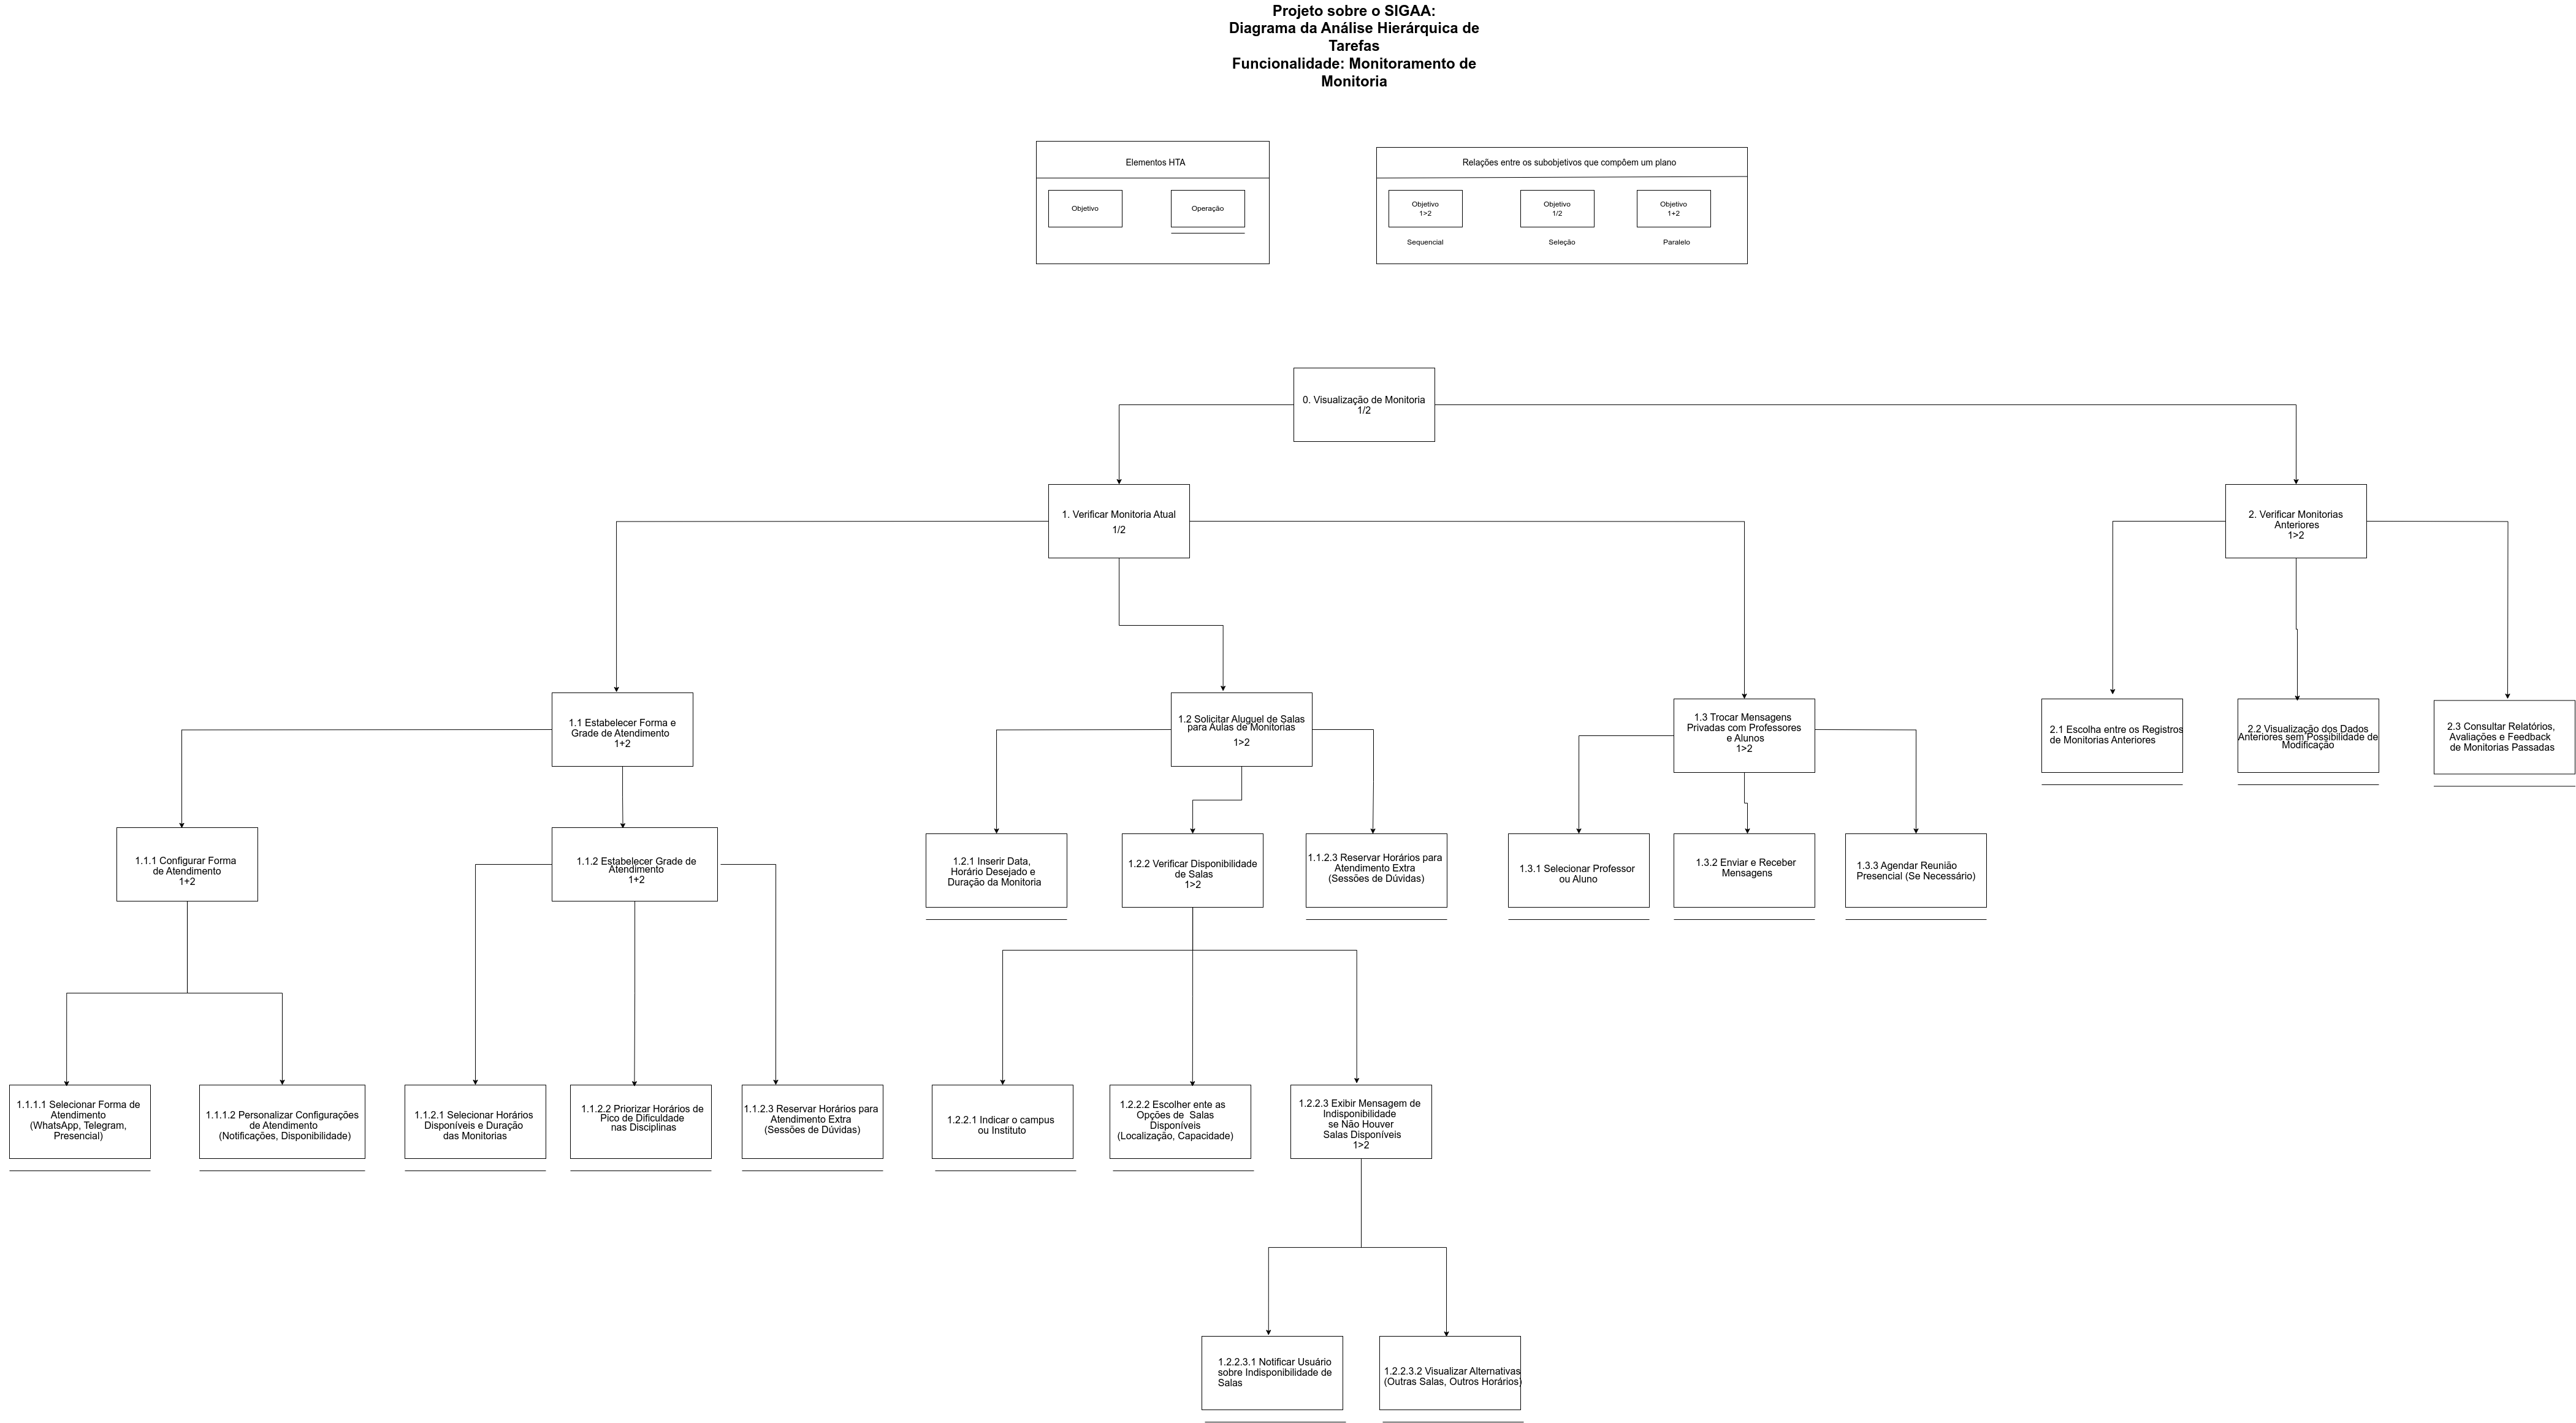 Projeto sobre o SIGAA:
Diagrama da Análise Hierárquica de
Tarefas
Funcionalidade: Monitoramento de
Monitoria
Elementos HTA
Objetivo
Operação
Relações entre os subobjetivos que compõem um plano
Objetivo
1>2
Sequencial
Objetivo
1/2
Seleção
Objetivo
1+2
Paralelo
0. Visualização de Monitoria
1/2
1. Verificar Monitoria Atual
1/2
2. Verificar Monitorias
Anteriores
1>2
1.1 Estabelecer Forma e
Grade de Atendimento
1+2
1.2 Solicitar Aluguel de Salas
para Aulas de Monitorias
1>2
1.3 Trocar Mensagens
Privadas com Professores
e Alunos
1>2
2.1 Escolha entre os Registros
de Monitorias Anteriores
2.2 Visualização dos Dados
Anteriores sem Possibilidade de
Modificação
2.3 Consultar Relatórios,
Avaliações e Feedback
de Monitorias Passadas
1.1.1 Configurar Forma
de Atendimento
1+2
1.1.2 Estabelecer Grade de
Atendimento
1+2
1.2.1 Inserir Data,
Horário Desejado e
Duração da Monitoria
1.2.2 Verificar Disponibilidade
de Salas
1>2
1.1.2.3 Reservar Horários para
Atendimento Extra
(Sessões de Dúvidas)
1.3.1 Selecionar Professor
ou Aluno
1.3.2 Enviar e Receber
Mensagens
1.3.3 Agendar Reunião
Presencial (Se Necessário)
1.1.1.1 Selecionar Forma de
Atendimento
(WhatsApp, Telegram,
Presencial)
1.1.1.2 Personalizar Configurações
de Atendimento
(Notificações, Disponibilidade)
1.1.2.1 Selecionar Horários
Disponíveis e Duração
das Monitorias
1.1.2.2 Priorizar Horários de
Pico de Dificuldade
nas Disciplinas
1.1.2.3 Reservar Horários para
Atendimento Extra
(Sessões de Dúvidas)
1.2.2.1 Indicar o campus
ou Instituto
1.2.2.2 Escolher ente as
Opções de Salas
Disponíveis
(Localização, Capacidade)
1.2.2.3 Exibir Mensagem de
Indisponibilidade
se Não Houver
Salas Disponíveis
1>2
1.2.2.3.1 Notificar Usuário
sobre Indisponibilidade de
Salas
1.2.2.3.2 Visualizar Alternativas
(Outras Salas, Outros Horários)